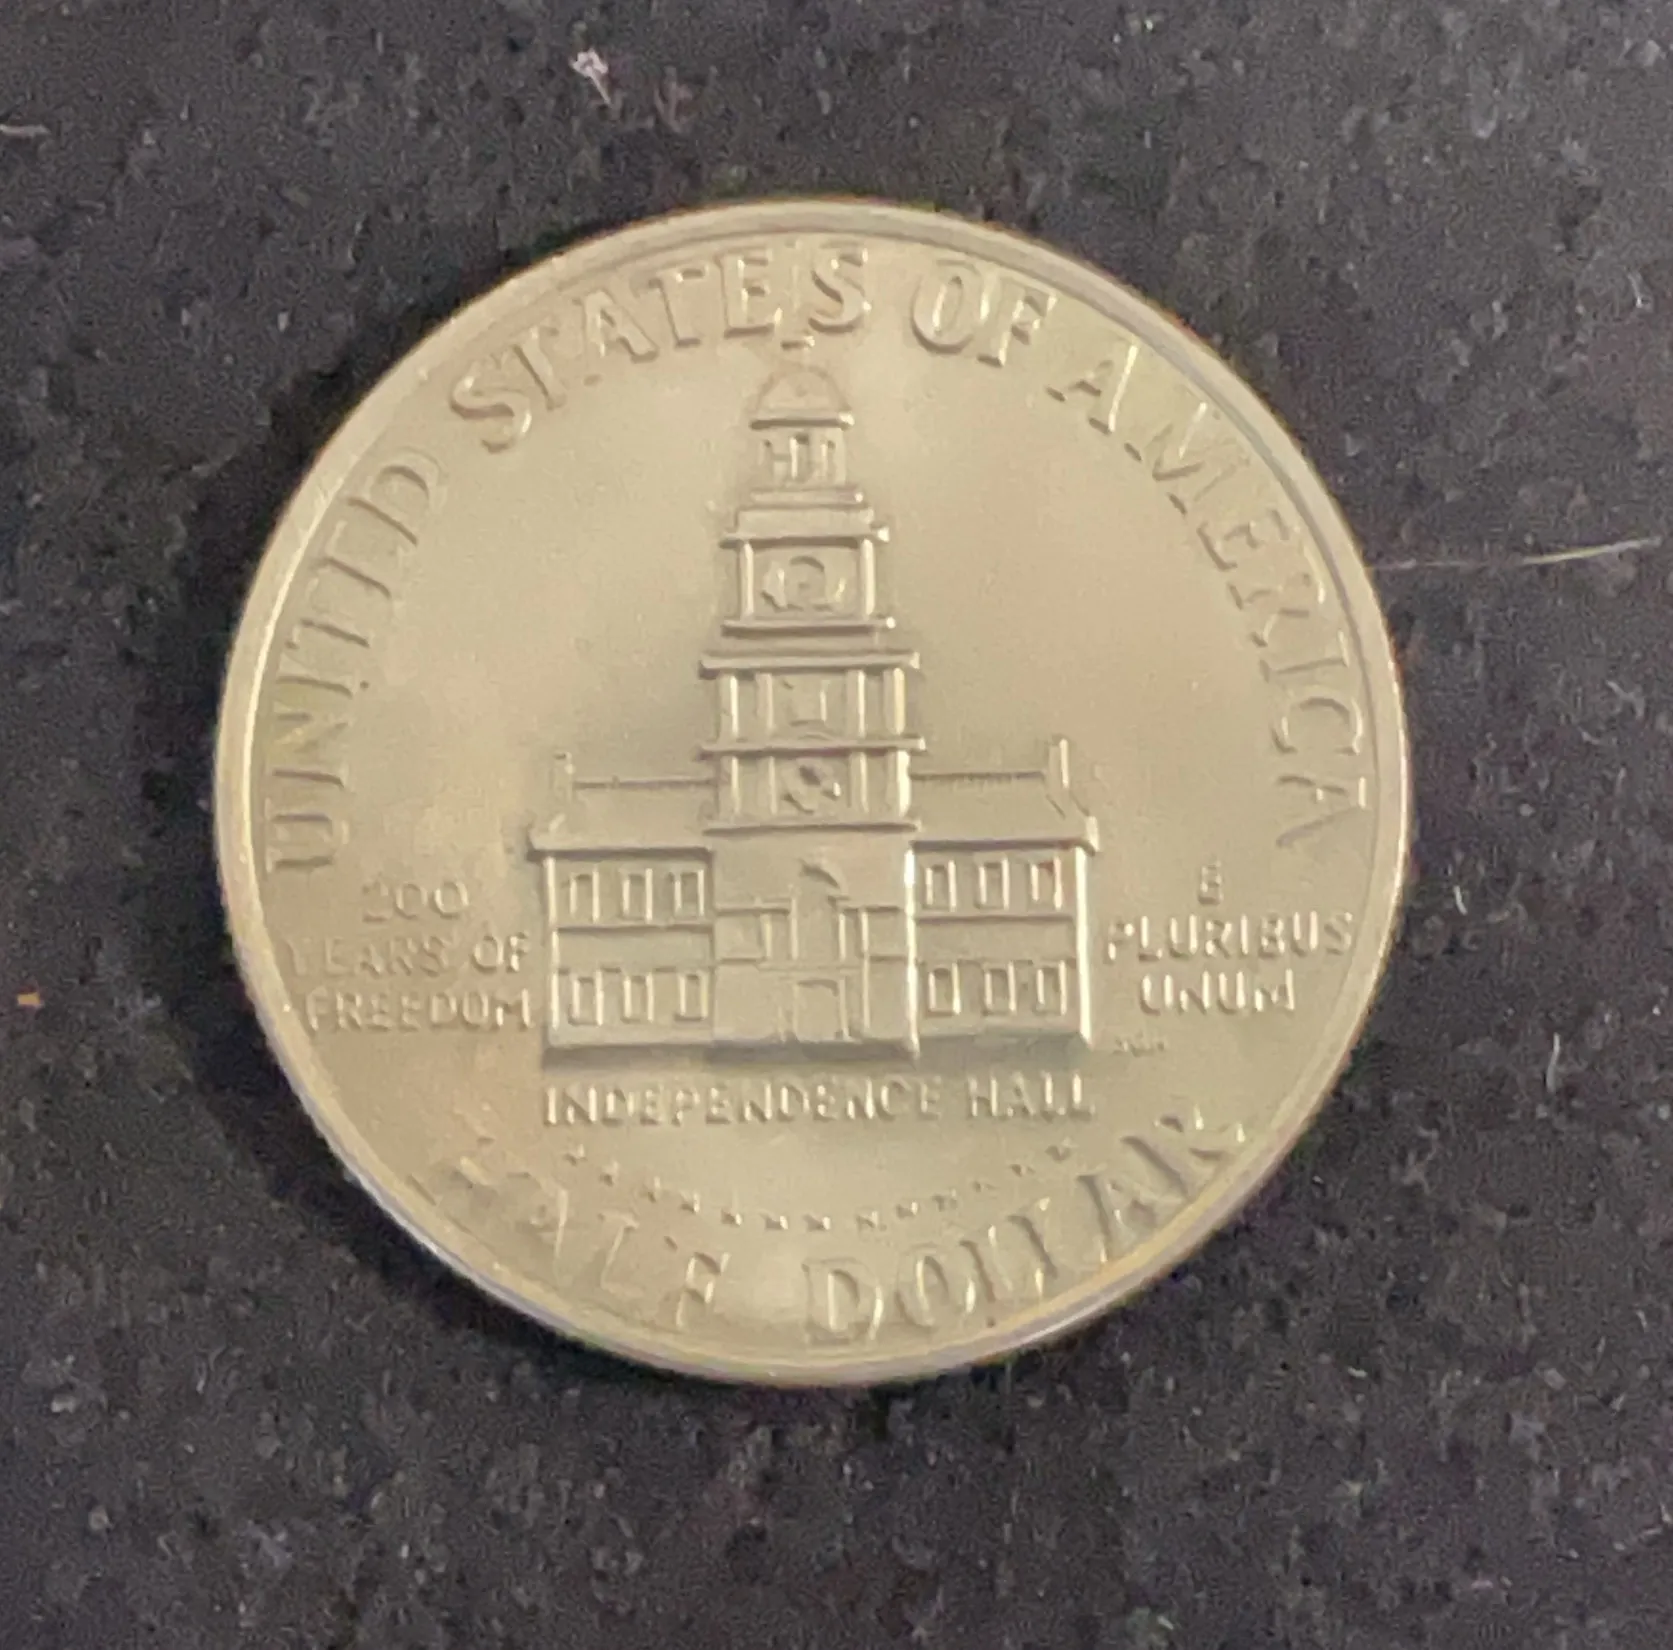 UNITED STATES OF AMERICA
200
YEARS OF
FREEDOM
E
PLURIBUS
UNUM
INDEPENDENCE HALL
HALF DOLLAR